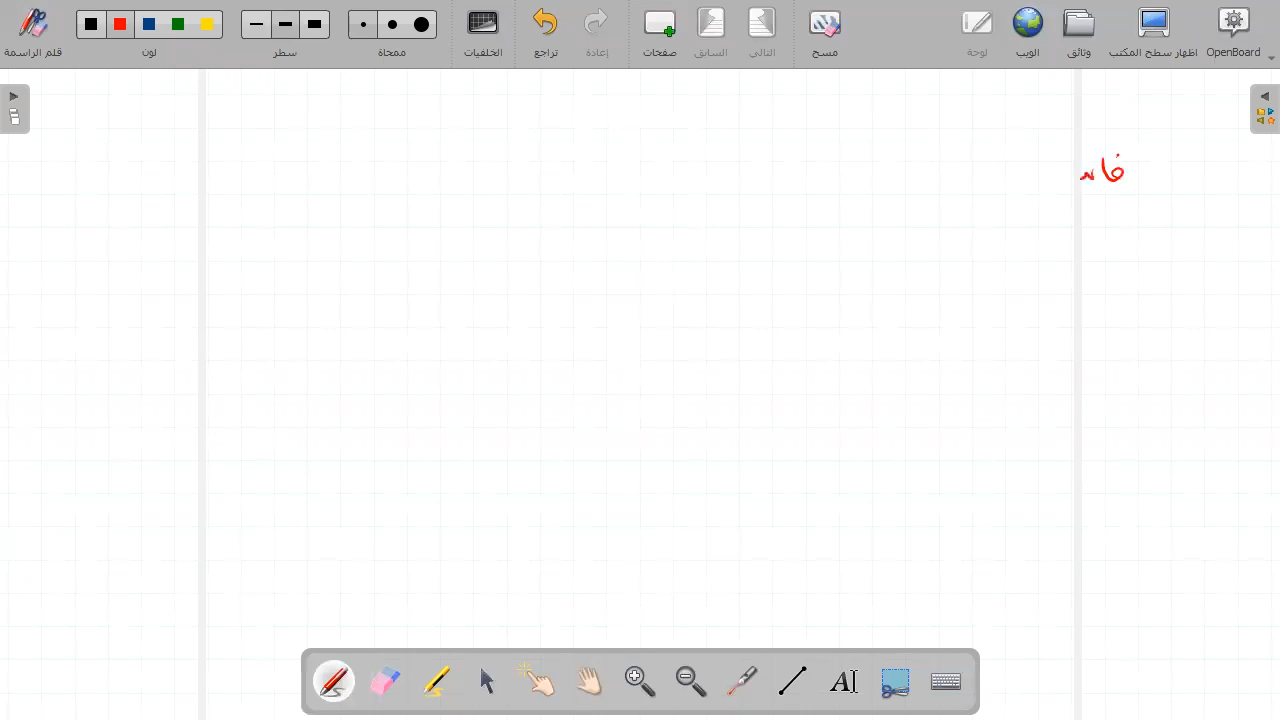 قلم الراسمة
لون
سطر
ممحاة
الخلفيات
تراجع
إعادة
صفحات
السابق
التالي
مسح
لوحة
الويب
وثائق
اظهار سطح المكتب
OpenBoard